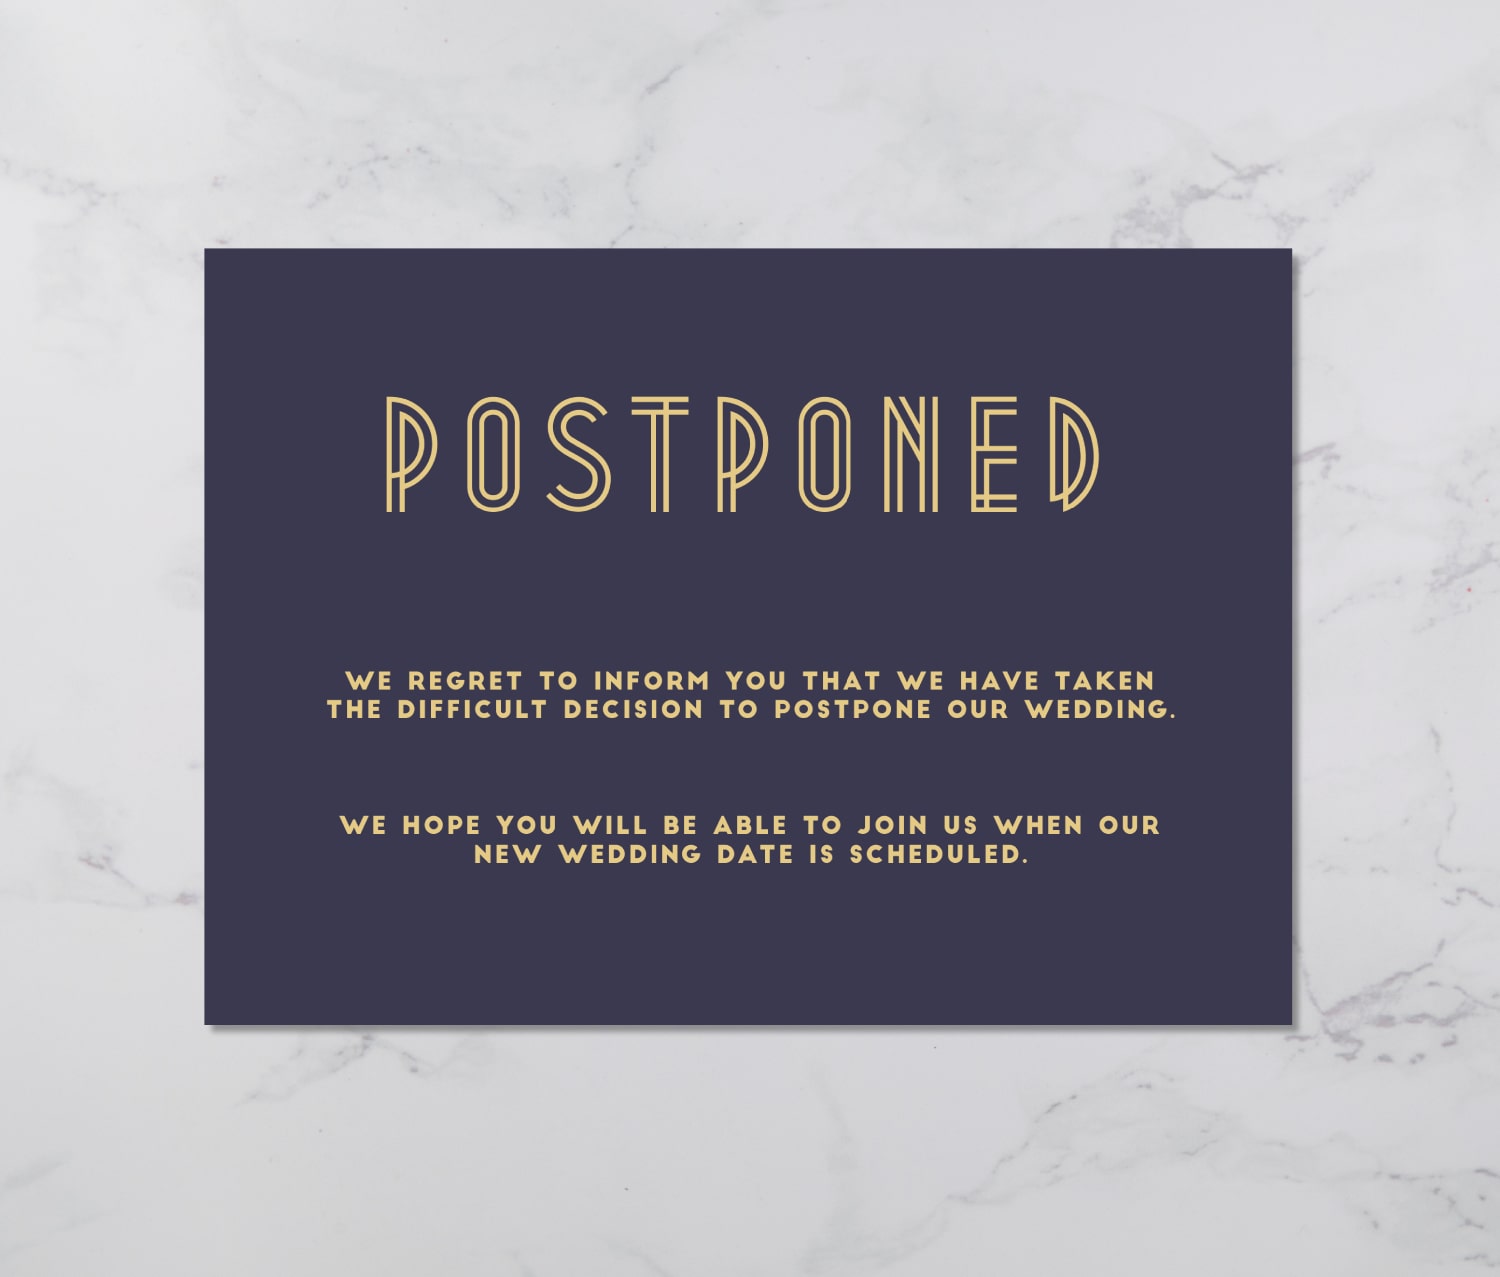 POSTPONED
WE REGRET TO INFORM YOU THAT WE HAVE TAKEN
THE DIFFICULT DECISION TO POSTPONE OUR WEDDING.
WE HOPE YOU WILL BE ABLE TO JOIN US WHEN OUR
NEW WEDDING DATE IS SCHEDULED.